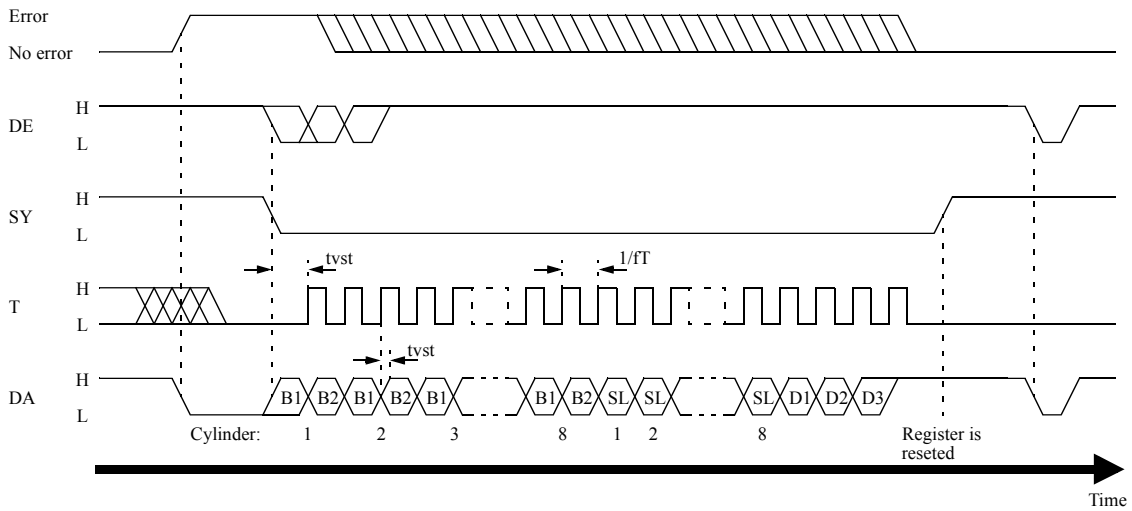 Error
No error
H
DE
L
H
SY
L
tvst
1/fT
H
T
L
tvst
H
DA
L
B1 B2 B1 B2 B1 B1 B2 SL SL SL D1 D2 D3
Cylinder: 1 2 3 8 1 2 8
Register is
reseted
Time